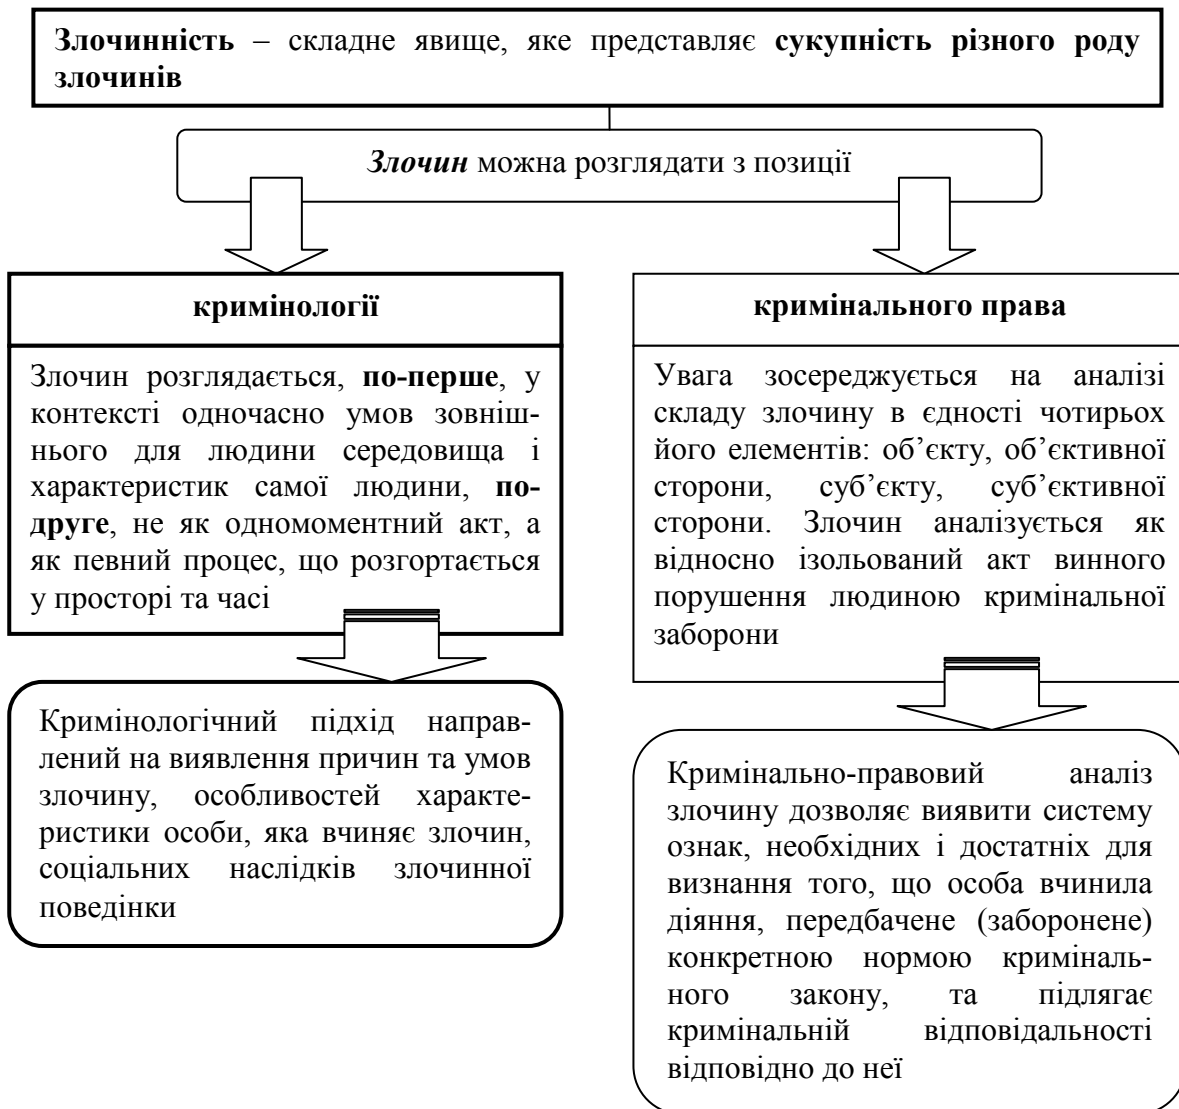 Злочинність – складне явище, яке представляє сукупність різного роду
злочинів
Злочин можна розглядати з позиції
кримінології
Злочин розглядається, по-перше, у
контексті одночасно умов зовніш-
нього для людини середовища і
характеристик самої людини, по-
друге, не як одномоментний акт, а
як певний процес, що розгортається
у просторі та часі
Кримінологічний підхід направ-
лений на виявлення причин та умов
злочину, особливостей характе-
ристики особи, яка вчиняє злочин,
соціальних наслідків злочинної
поведінки
кримінального права
Увага зосереджується на аналізі
складу злочину в єдності чотирьох
його елементів: об’єкту, об’єктивної
сторони, суб’єкту, суб’єктивної
сторони. Злочин аналізується як
відносно ізольований акт винного
порушення людиною кримінальної
заборони
Кримінально-правовий аналіз
злочину дозволяє виявити систему
ознак, необхідних і достатніх для
визнання того, що особа вчинила
діяння, передбачене (заборонене)
конкретною нормою криміналь-
ного закону, та підлягає
кримінальній відповідальності
відповідно до неї